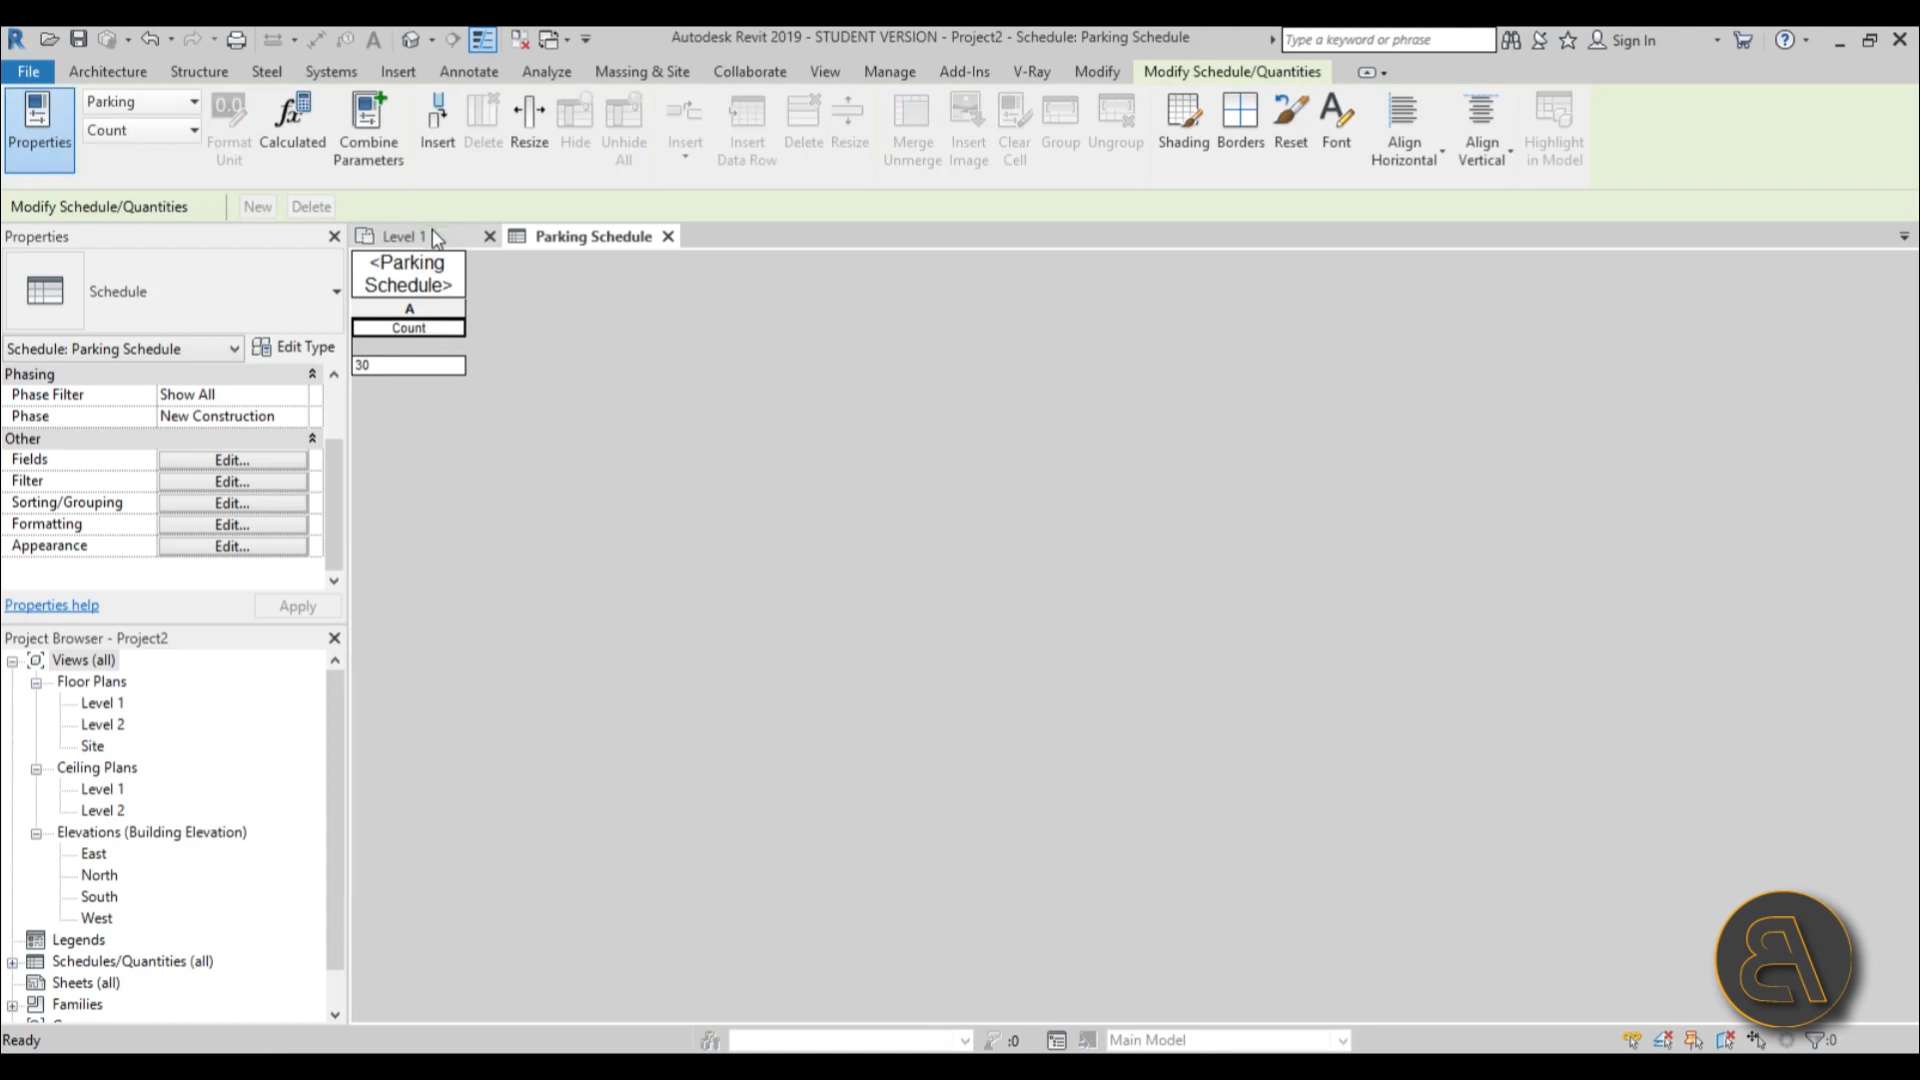 Autodesk Revit 2019 - STUDENT VERSION - Project2 - Schedule: Parking Schedule
Type a keyword or phrase
Sign In
File Architecture Structure Steel Systems Insert Annotate Analyze Massing & Site Collaborate View Manage Add-Ins V-Ray Modify Modify Schedule/Quantities
Properties
Parking
Count
Format Unit
Calculated
Combine Parameters
Insert
Delete
Resize
Hide
Unhide All
Insert
Insert Data Row
Delete
Resize
Merge Unmerge
Insert Image
Clear Cell
Group
Ungroup
Shading
Borders
Reset
Font
Align Horizontal
Align Vertical
Highlight in Model
Modify Schedule/Quantities New Delete
Properties
Schedule
Schedule: Parking Schedule Edit Type
Phasing
Phase Filter Show All
Phase New Construction
Other
Fields Edit...
Filter Edit...
Sorting/Grouping Edit...
Formatting Edit...
Appearance Edit...
Properties help Apply
Level 1 Parking Schedule
<Parking
Schedule>
A
Count
30
Project Browser - Project2
Views (all)
Floor Plans
Level 1
Level 2
Site
Ceiling Plans
Level 1
Level 2
Elevations (Building Elevation)
East
North
South
West
Legends
Schedules/Quantities (all)
Sheets (all)
Families
Ready
:0
Main Model
:0